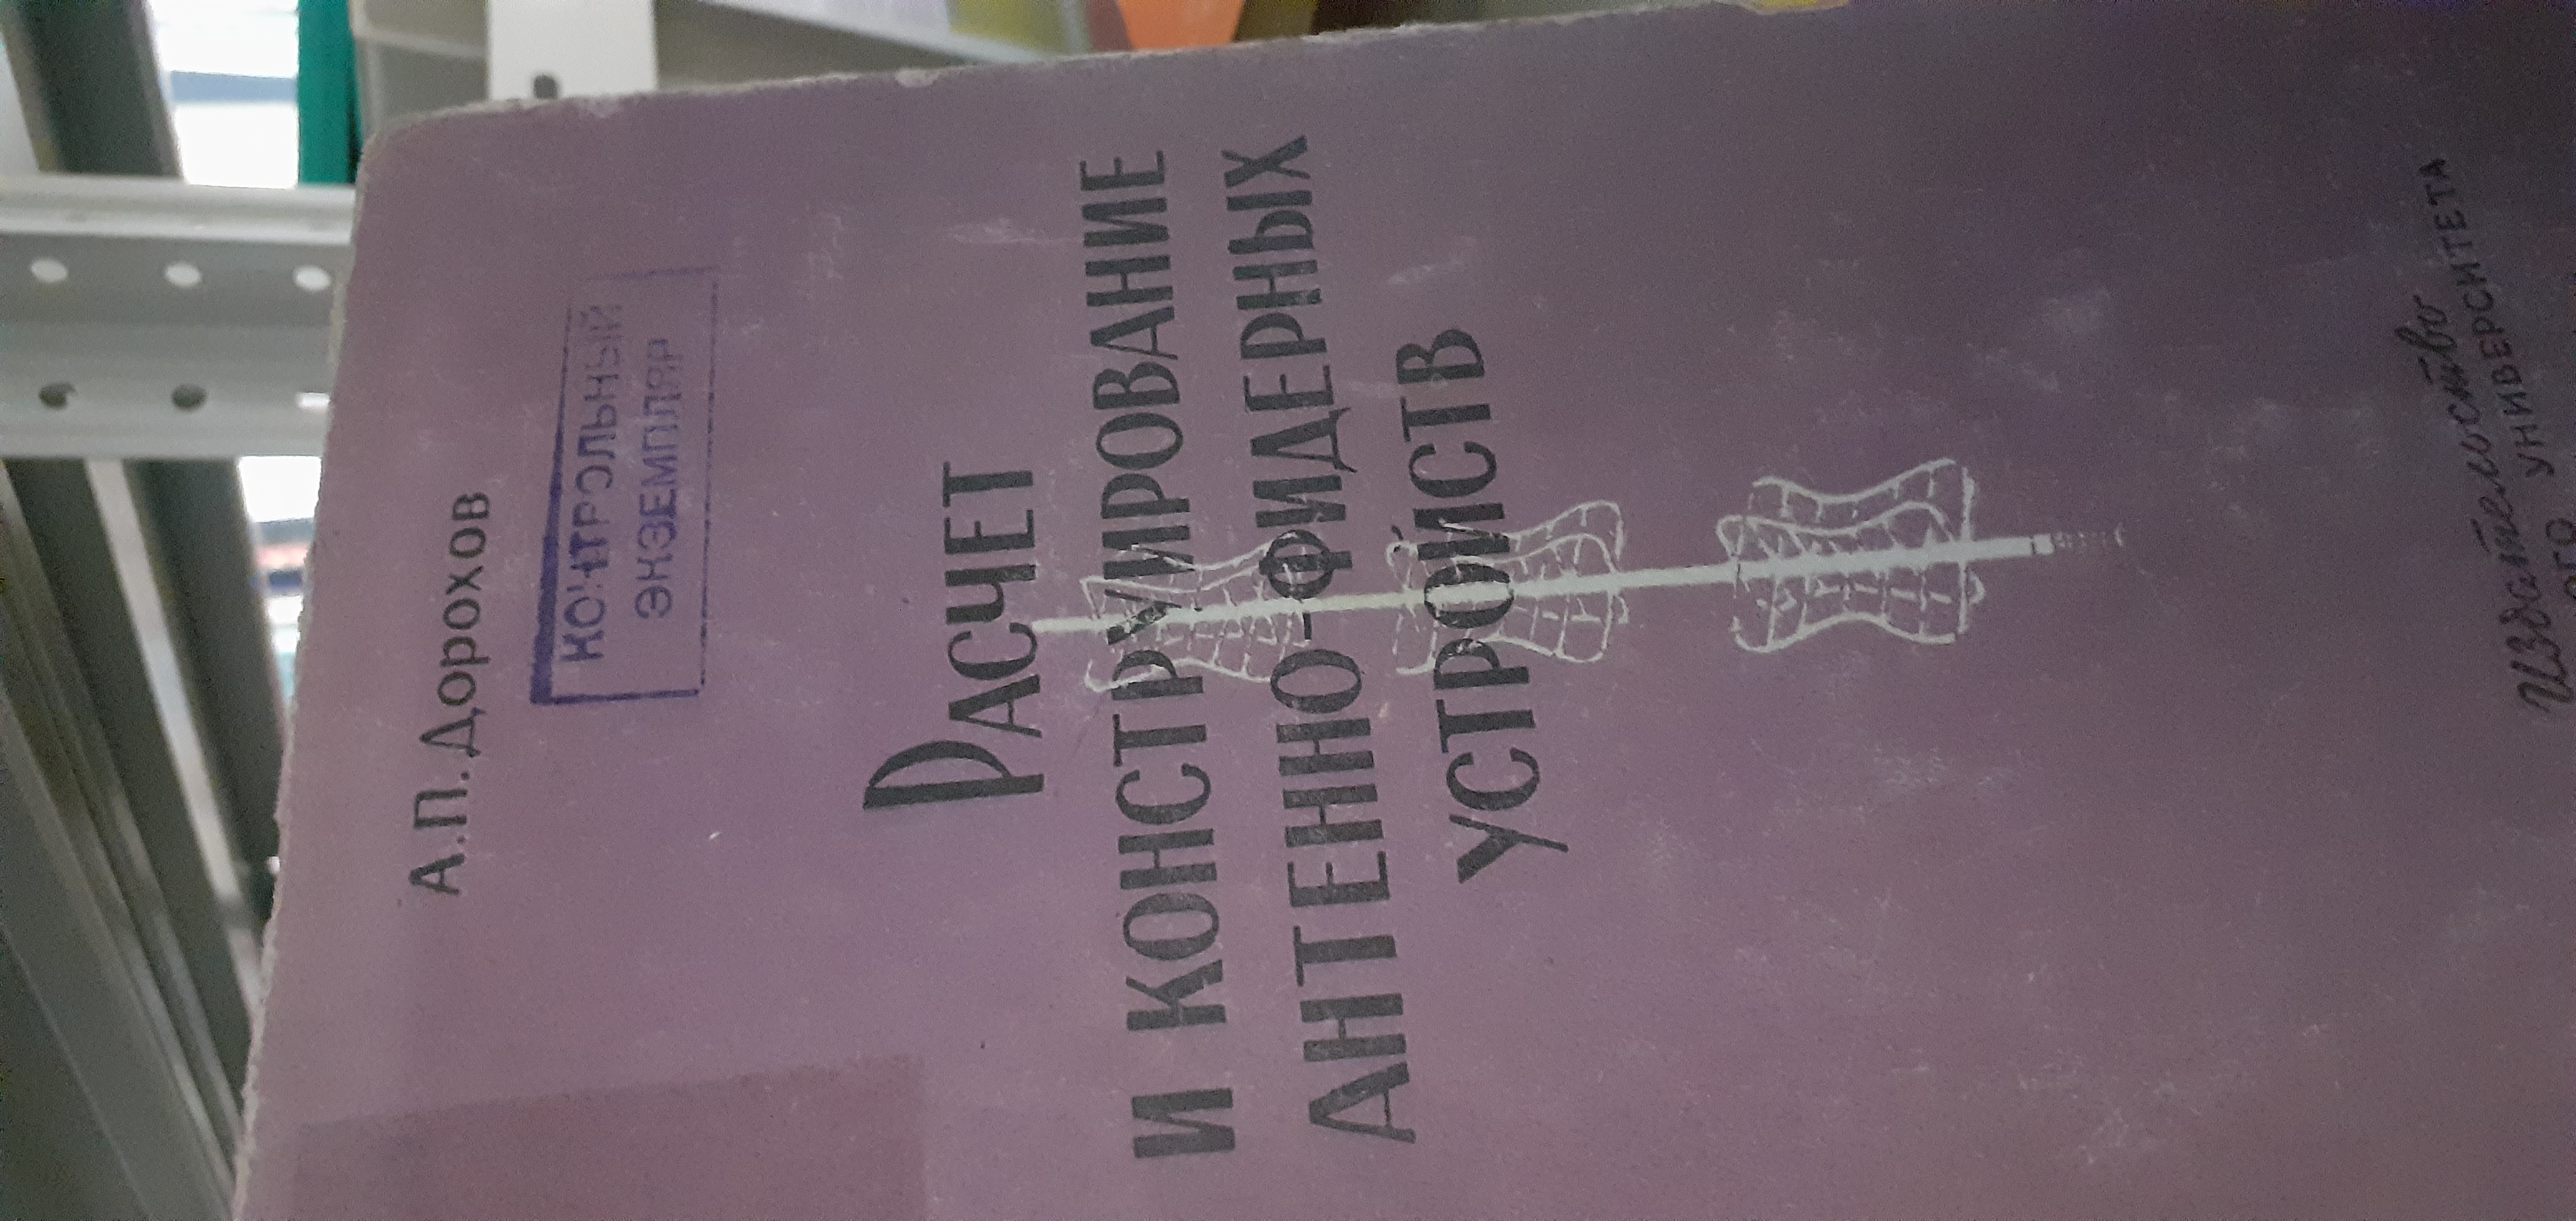 А.П. Дорохов
КОНТРОЛЬНЫЙ
ЭКЗЕМПЛЯР
РАСЧЕТ
И КОНСТРУИРОВАНИЕ
АНТЕННО-ФИДЕРНЫХ
УСТРОЙСТВ
Издательство
УНИВЕРСИТЕТА